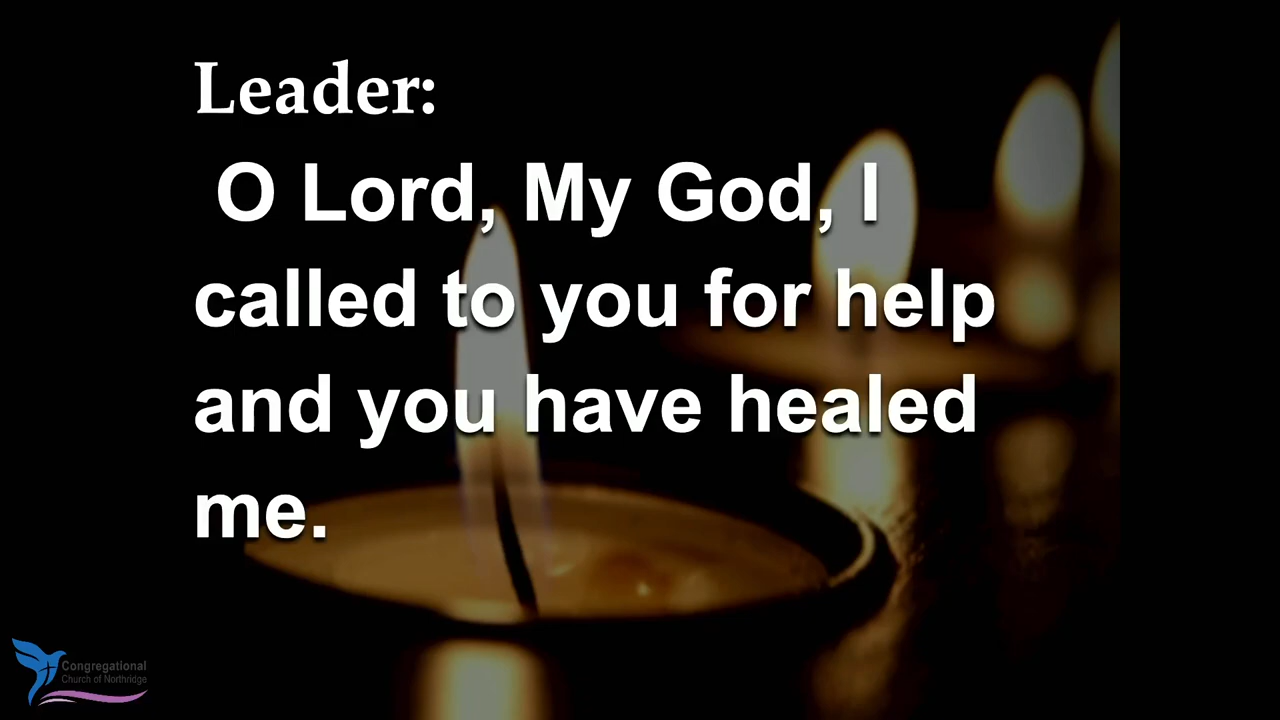 Leader:
O Lord, My God, I
called to you for help
and you have healed
me.
Congregational
Church of Northridge